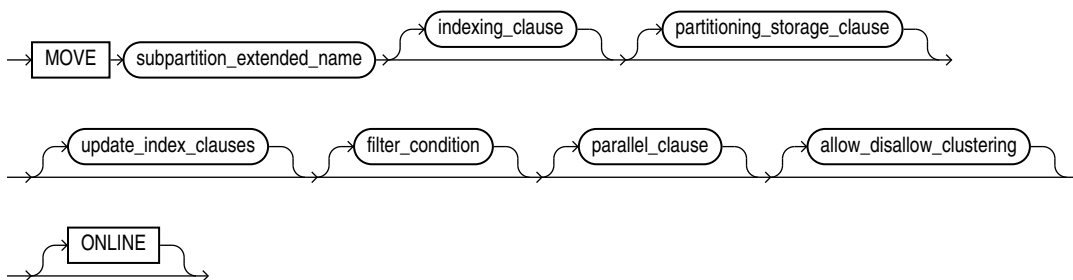 indexing_clause partitioning_storage_clause
MOVE subpartition_extended_name
update_index_clauses filter_condition parallel_clause allow_disallow_clustering
ONLINE